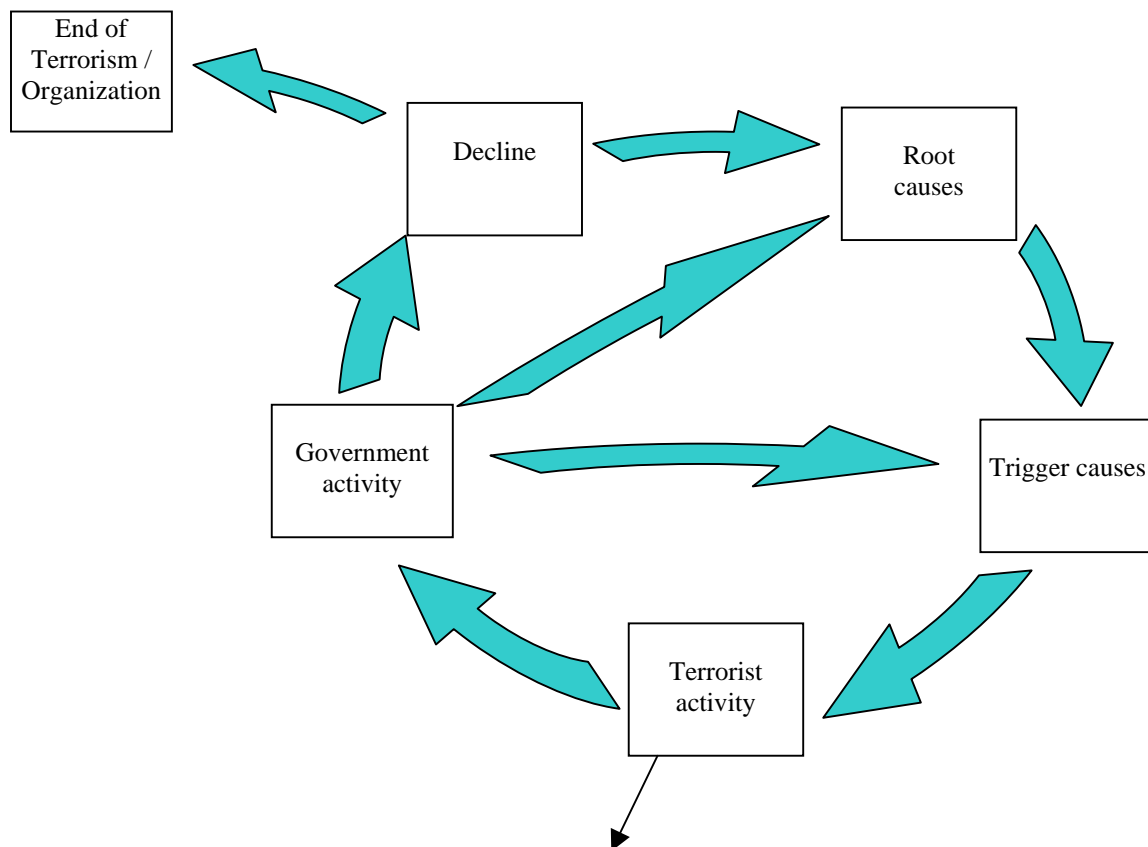 End of
Terrorism /
Organization
Decline
Root
causes
Government
activity
Trigger causes
Terrorist
activity